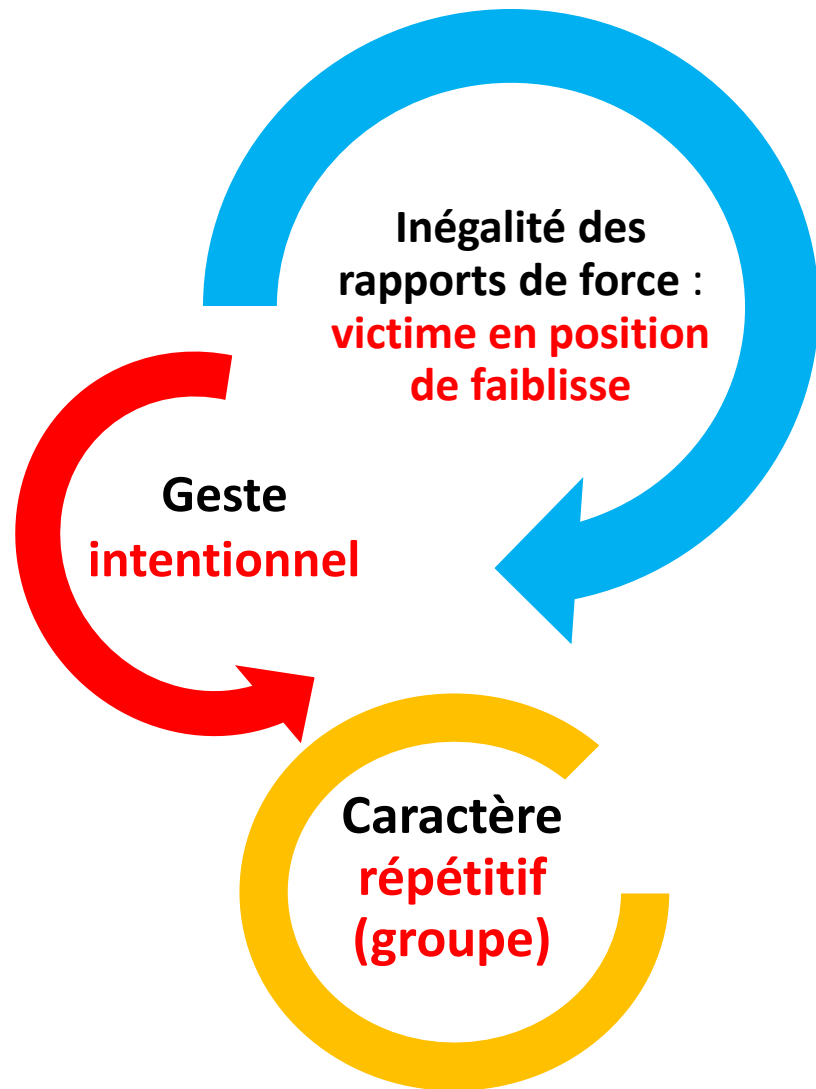 Inégalité des
rapports de force :
victime en position
de faiblisse
Geste
intentionnel
Caractère
répétitif
(groupe)